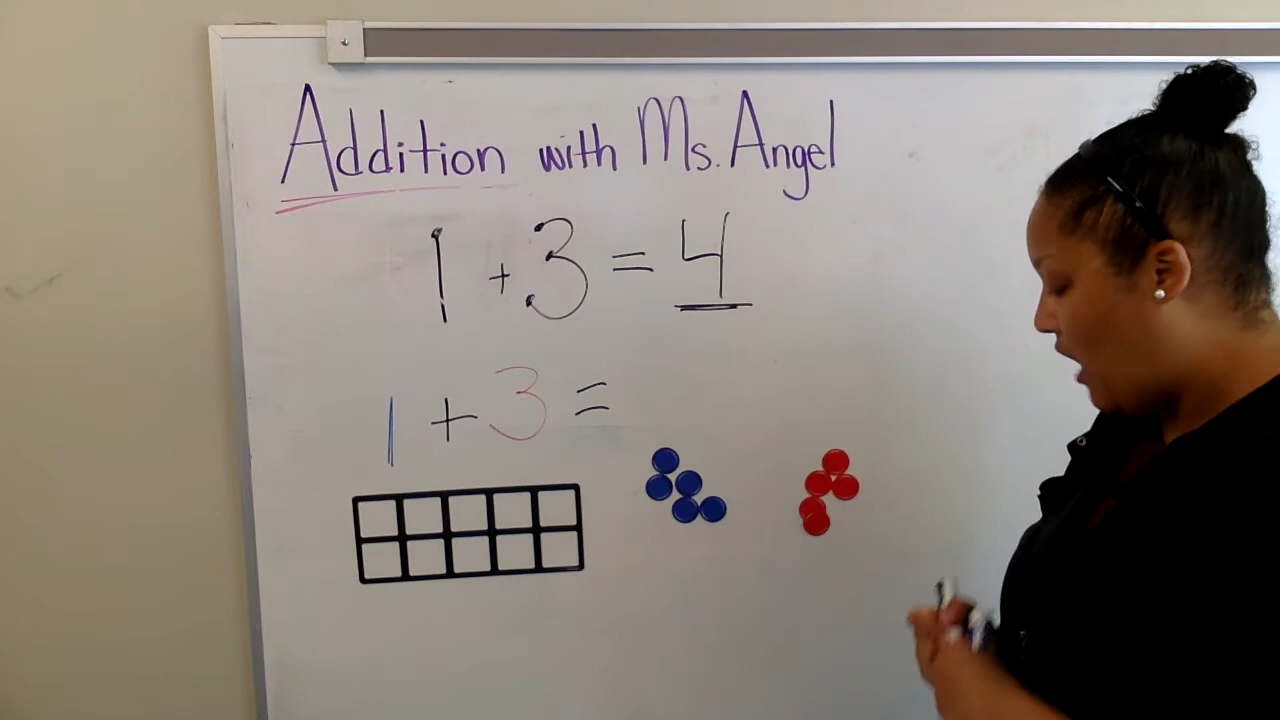 Addition with Ms. Angel
1 + 3 = 4
1 + 3 =